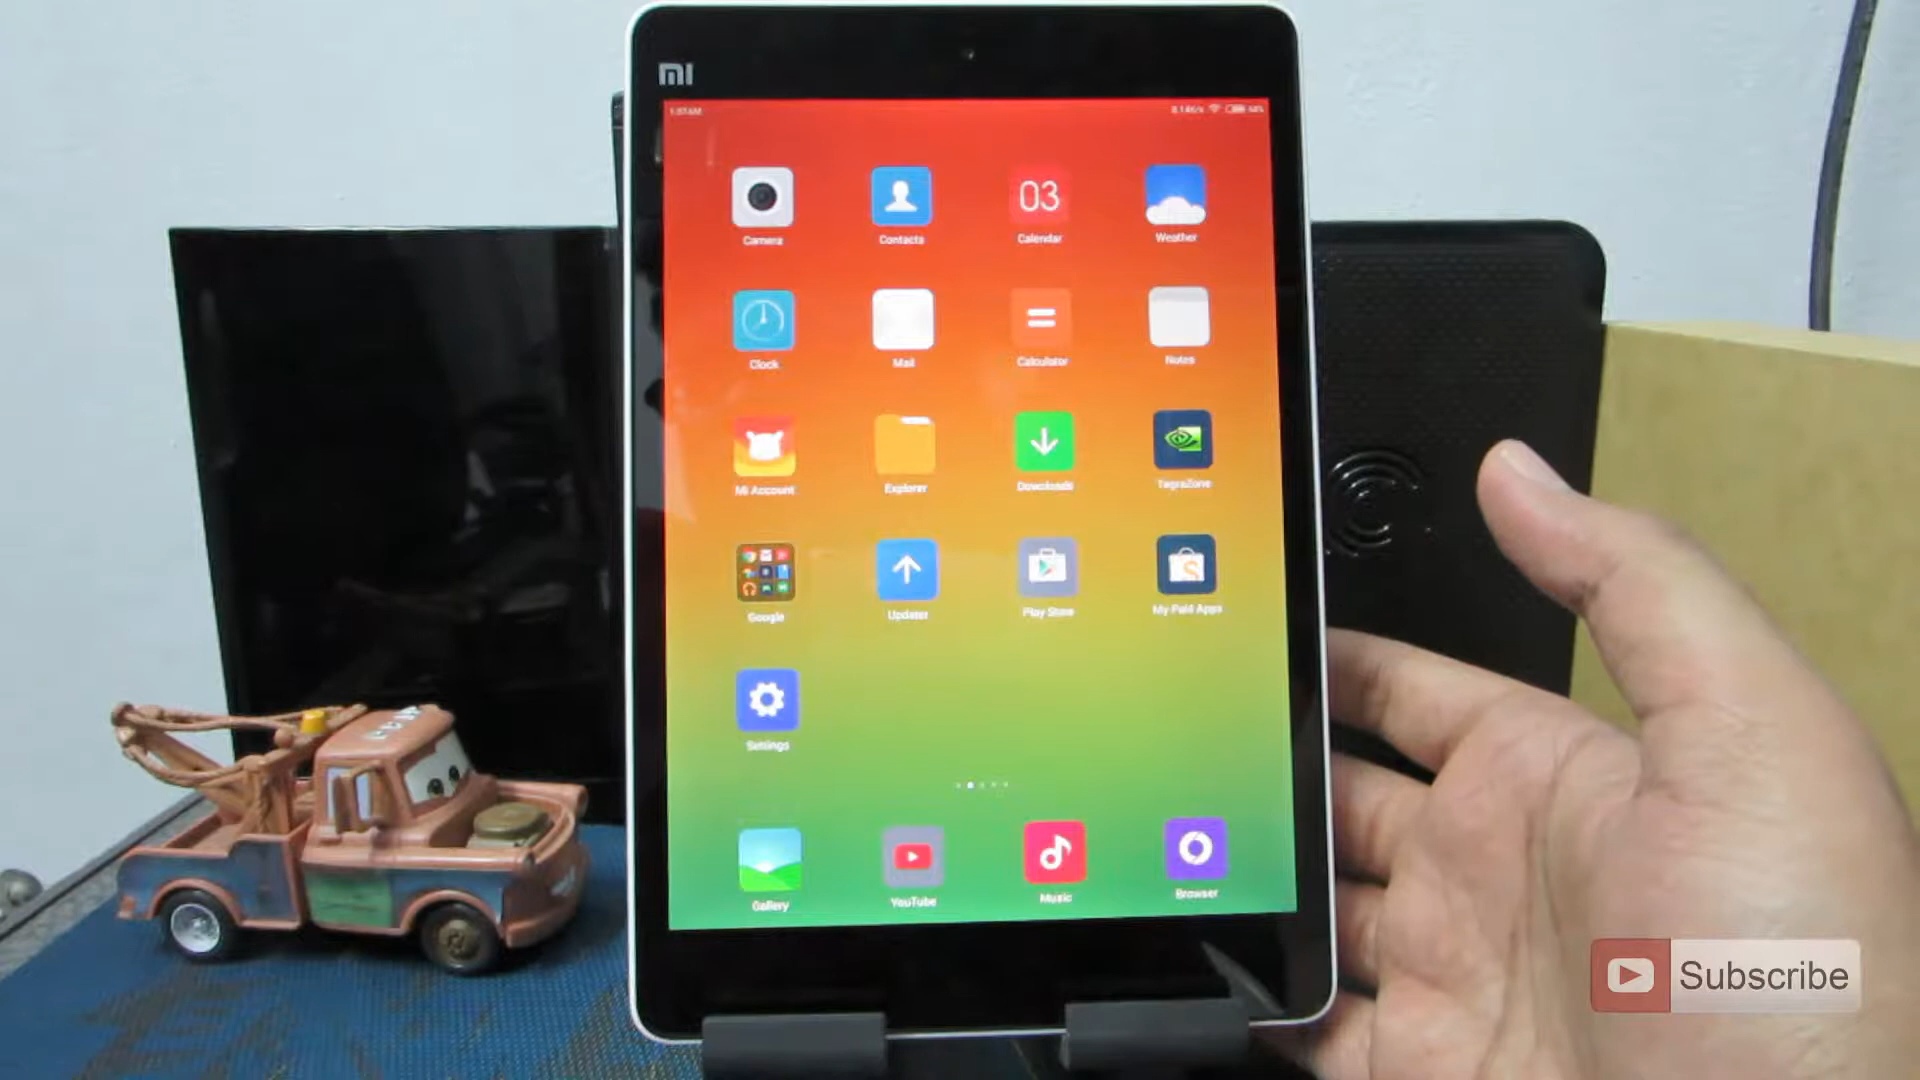 mi
Camera Contacts 03 Calendar Weather
Clock Mail Calculator Notes
Mi Account Explorer Downloads TegraZone
Google Updater Play Store My Paid Apps
Settings
Gallery YouTube Music Browser
Subscribe